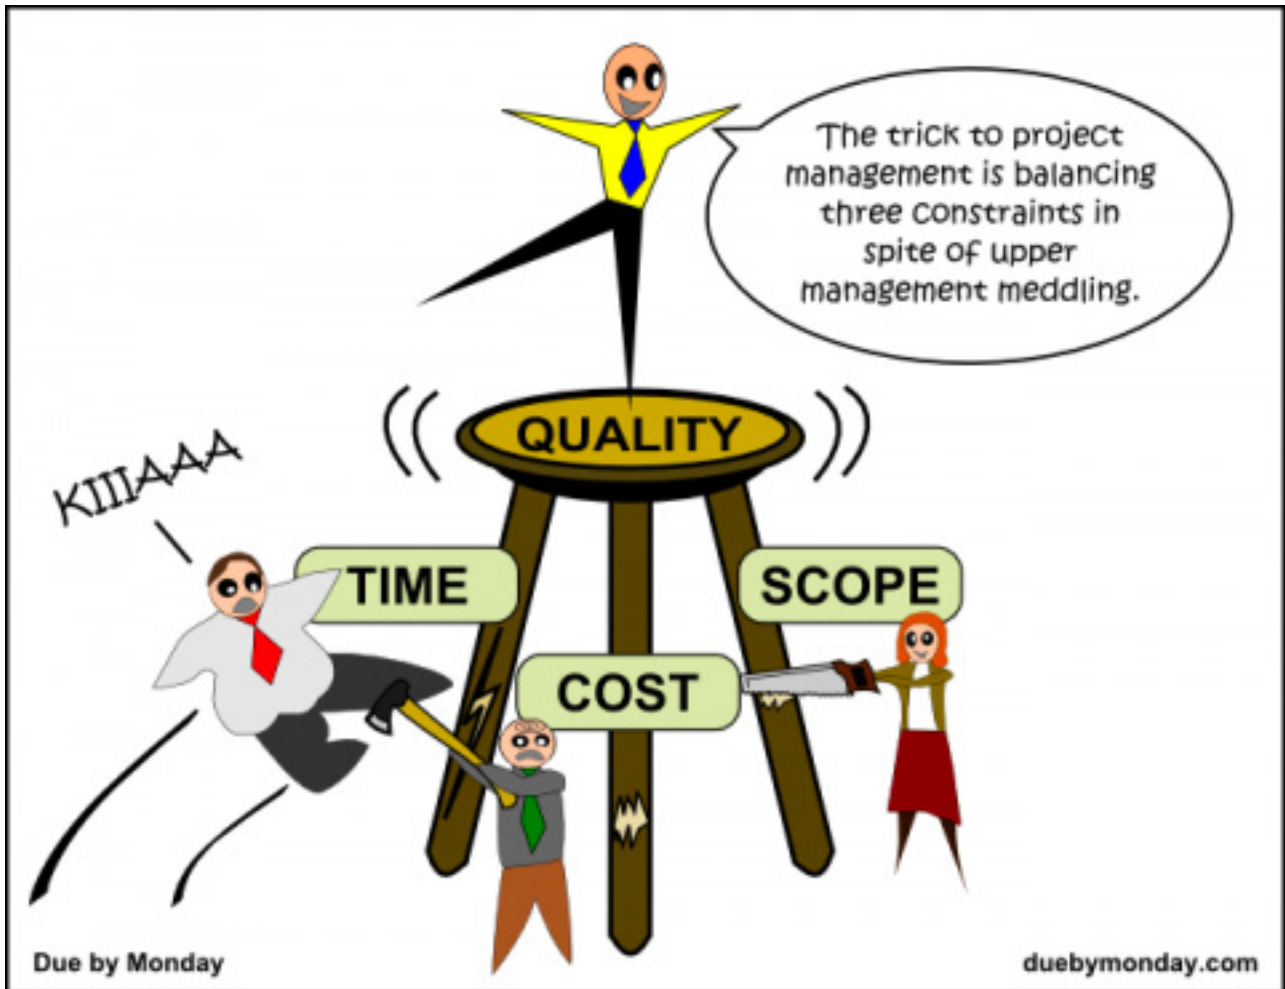 The trick to project
management is balancing
three constraints in
spite of upper
management meddling.
QUALITY
KIIIAAA
TIME
SCOPE
COST
Due by Monday
duebymonday.com